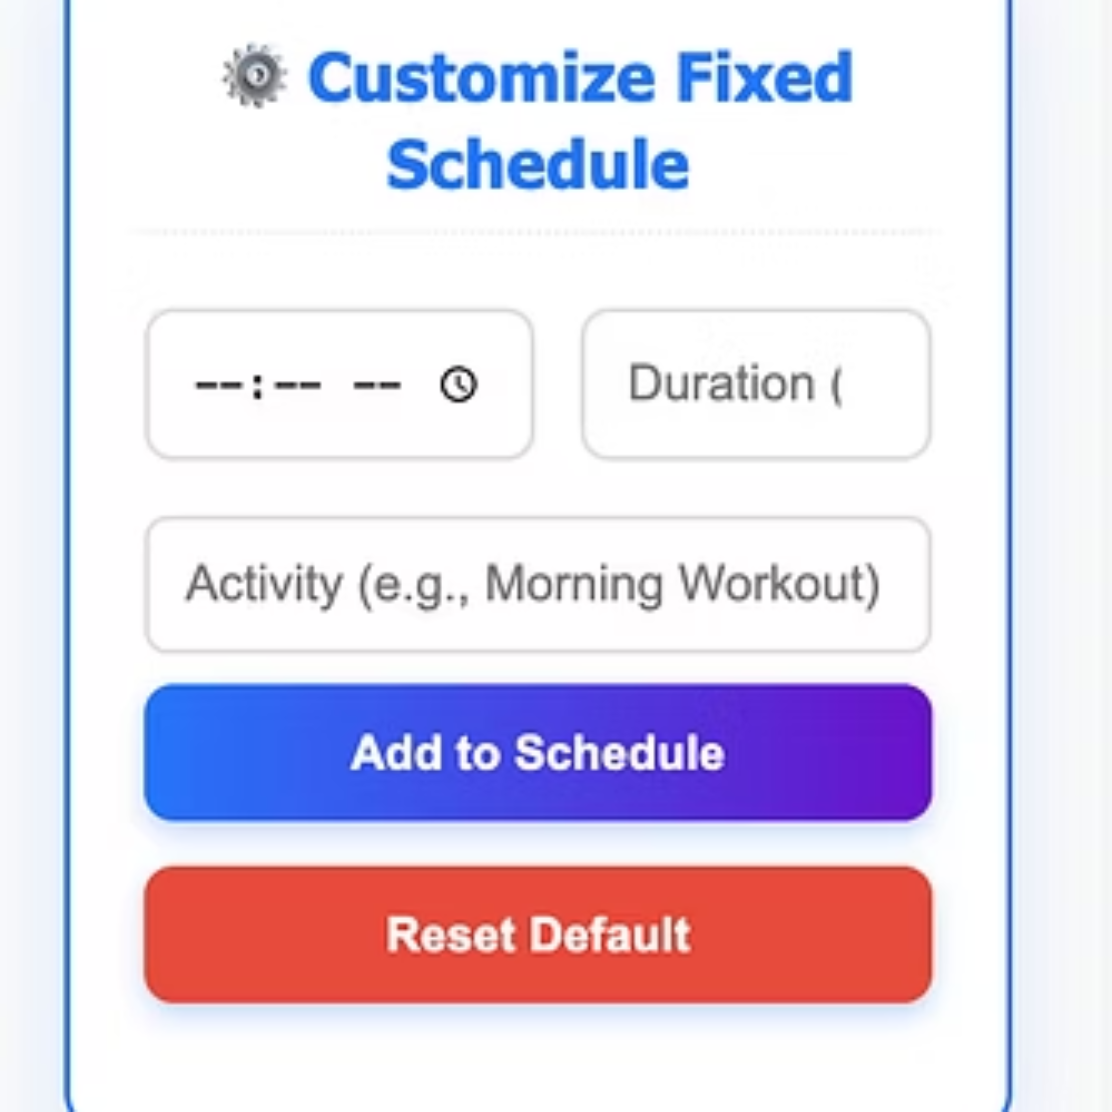 Customize Fixed
Schedule
--:-- --
Duration (
Activity (e.g., Morning Workout)
Add to Schedule
Reset Default